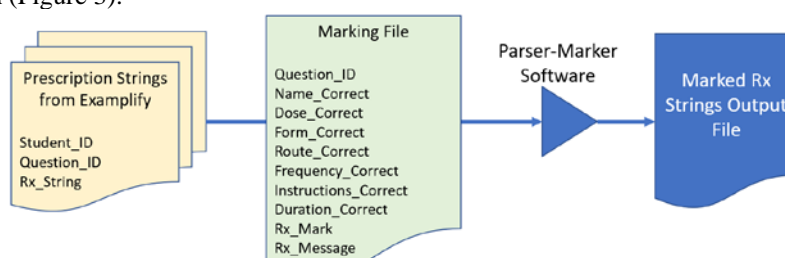 (Figure 3).
Prescription Strings
from Examplify
Student_ID
Question_ID
Rx_String
Marking File
Question_ID
Name_Correct
Dose_Correct
Form_Correct
Route_Correct
Frequency_Correct
Instructions_Correct
Duration_Correct
Rx_Mark
Rx_Message
Parser-Marker
Software
Marked Rx
Strings Output
File